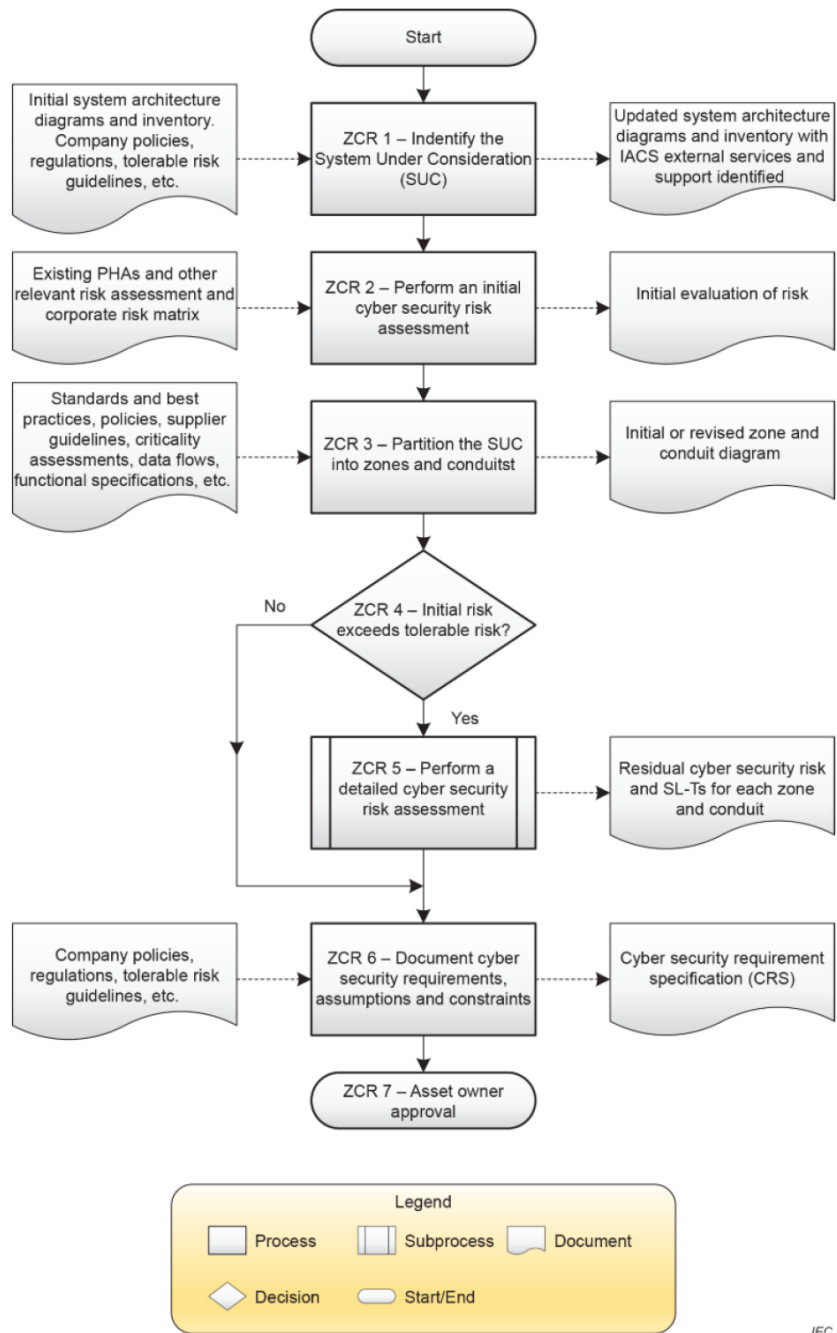 Start
Initial system architecture
diagrams and inventory.
Company policies,
regulations, tolerable risk
guidelines, etc.
ZCR 1 – Indentify the
System Under Consideration
(SUC)
Updated system architecture
diagrams and inventory with
IACS external services and
support identified
Existing PHAs and other
relevant risk assessment and
corporate risk matrix
ZCR 2 – Perform an initial
cyber security risk
assessment
Initial evaluation of risk
Standards and best
practices, policies, supplier
guidelines, criticality
assessments, data flows,
functional specifications, etc.
ZCR 3 – Partition the SUC
into zones and conduitst
Initial or revised zone and
conduit diagram
ZCR 4 – Initial risk
exceeds tolerable risk?
No
Yes
ZCR 5 – Perform a
detailed cyber security
risk assessment
Residual cyber security risk
and SL-Ts for each zone
and conduit
Company policies,
regulations, tolerable risk
guidelines, etc.
ZCR 6 – Document cyber
security requirements,
assumptions and constraints
Cyber security requirement
specification (CRS)
ZCR 7 – Asset owner
approval
Legend
Process
Subprocess
Document
Decision
Start/End
IEC